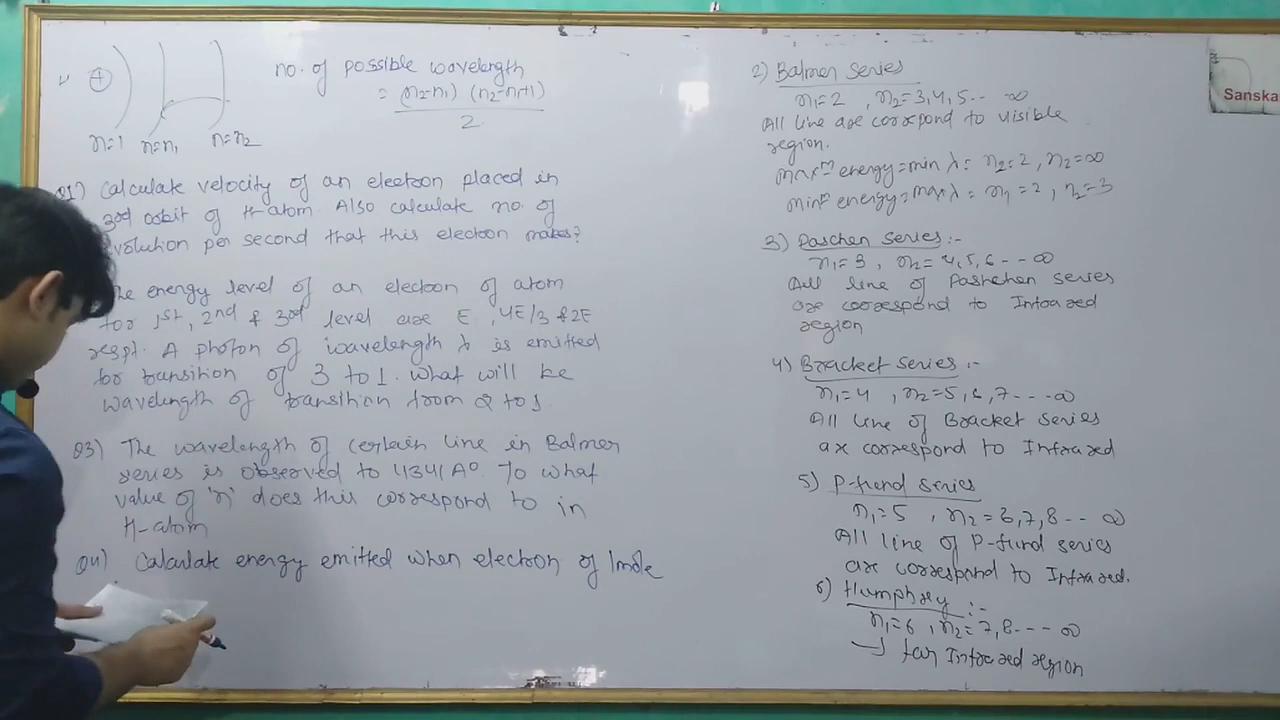 n=1 n=n1 n=n2
no. of possible wavelength
= (n2-n1) (n2-n1+1)
2
Q1) Calculate velocity of an electron placed in
3rd orbit of H-atom. Also calculate no. of
volution per second that this electron makes?
energy level of an electron of atom
for 1st, 2nd & 3rd level are E, 4E/3 & 2E
respt. A photon of wavelength λ is emitted
for transition of 3 to 1. What will be
wavelength of transition from 2 to 1.
Q3) The wavelength of certain line in Balmer
series is observed to 4341A°. To what
value of 'n' does this correspond to in
H-atom
Q4) Calculate energy emitted when electron of 1mole
2) Balmer Series
n1=2 , n2=3,4,5.. ∞
All line are correspond to visible
region.
max^m energy=min λ= n2=2, n2=∞
min^m energy=max λ= n1=2, n2=3
3) Paschen Series:-
n1=3 , n2= 4,5,6 --- ∞
All line of Pashchen series
are correspond to Infrared
region
4) Bracket Series :-
n1=4 , n2=5,6,7---- ∞
All line of Bracket series
are correspond to Infrared
5) P-fund series
n1=5 , n2=6,7,8-- ∞
All line of P-fund series
are correspond to Infrared.
6) Humphrey :-
n1=6 , n2=7,8---- ∞
→ far Infrared region
Sanska